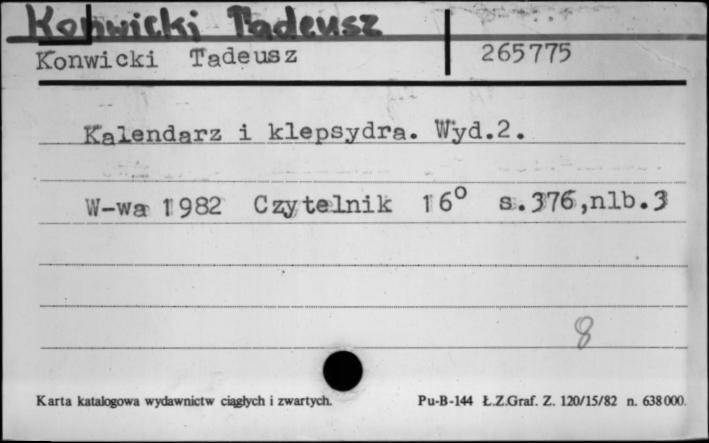 Konwicki Tadeusz
Konwicki Tadeusz 265775
Kalendarz i klepsydra. Wyd.2.
W-wa 1982 Czytelnik 16° s.376,nlb.3
8
Karta katalogowa wydawnictw ciągłych i zwartych. Pu-B-144 Ł.Z.Graf. Z. 120/15/82 n. 638000.